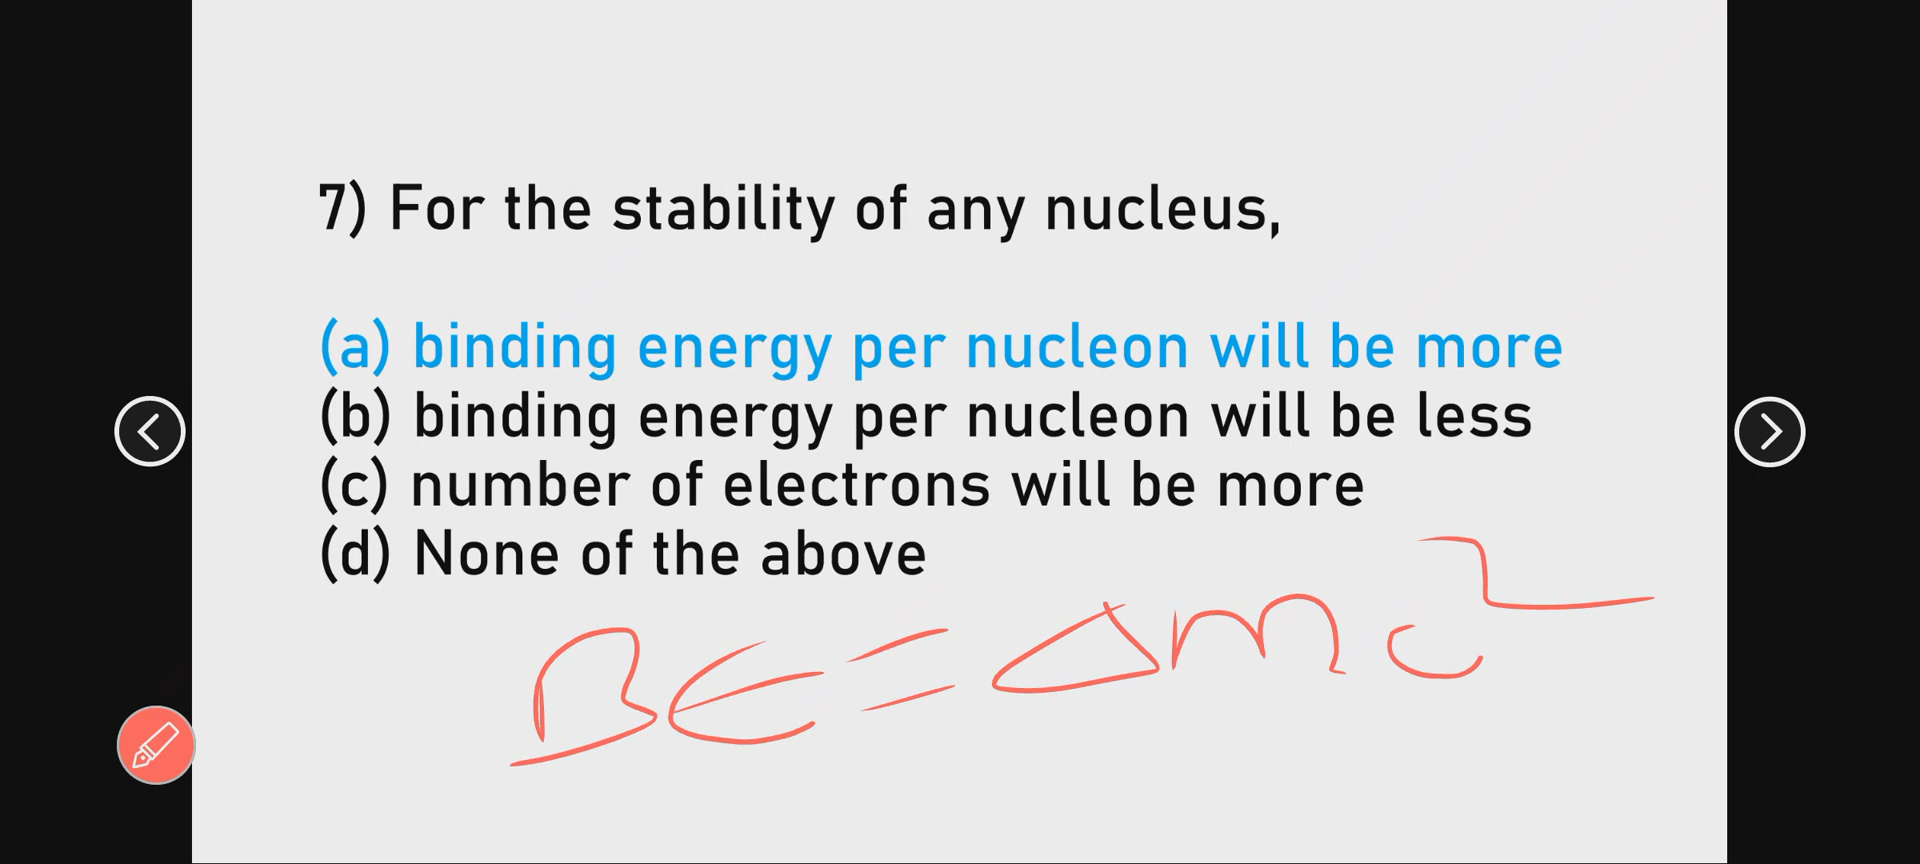 7) For the stability of any nucleus,
(a) binding energy per nucleon will be more
(b) binding energy per nucleon will be less
(c) number of electrons will be more
(d) None of the above
BE = Δmc²